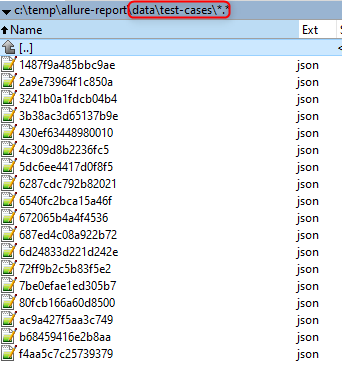 c:\temp\allure-report\data\test-cases\*.*
Name Ext
[..]
1487f9a485bbc9ae json
2a9e73964f1c850a json
3241b0a1fdcb04b4 json
3b38ac3d65137b9e json
430ef63448980010 json
4c309d8b2236fc5 json
5dc6ee4417d0f8f5 json
6287cdc792b82021 json
6540fc2bca15a46f json
672065b4a4f4536 json
687ed4c08a922b72 json
6d24833d221d242e json
72ff9b2c5b83f5e2 json
7be0efae1ed305b7 json
80fcb166a60d8500 json
ac9a427f5aa3c749 json
b68459416e2b8aa json
f4aa5c7c25739379 json